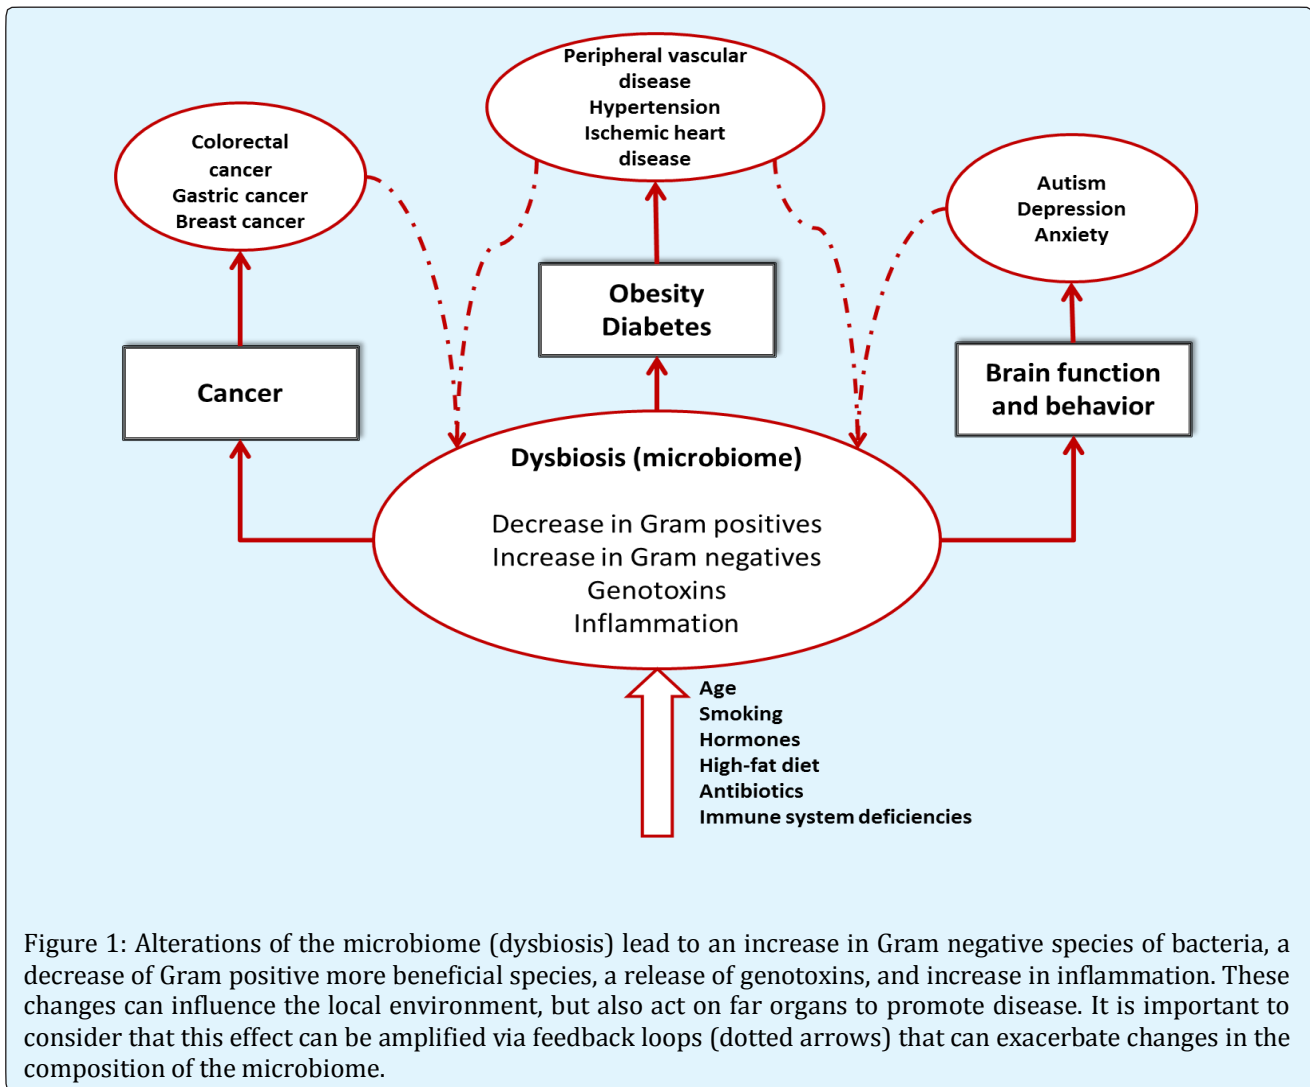 Peripheral vascular
disease
Hypertension
Ischemic heart
disease
Colorectal
cancer
Gastric cancer
Breast cancer
Autism
Depression
Anxiety
Obesity
Diabetes
Cancer
Brain function
and behavior
Dysbiosis (microbiome)
Decrease in Gram positives
Increase in Gram negatives
Genotoxins
Inflammation
Age
Smoking
Hormones
High-fat diet
Antibiotics
Immune system deficiencies
Figure 1: Alterations of the microbiome (dysbiosis) lead to an increase in Gram negative species of bacteria, a
decrease of Gram positive more beneficial species, a release of genotoxins, and increase in inflammation. These
changes can influence the local environment, but also act on far organs to promote disease. It is important to
consider that this effect can be amplified via feedback loops (dotted arrows) that can exacerbate changes in the
composition of the microbiome.